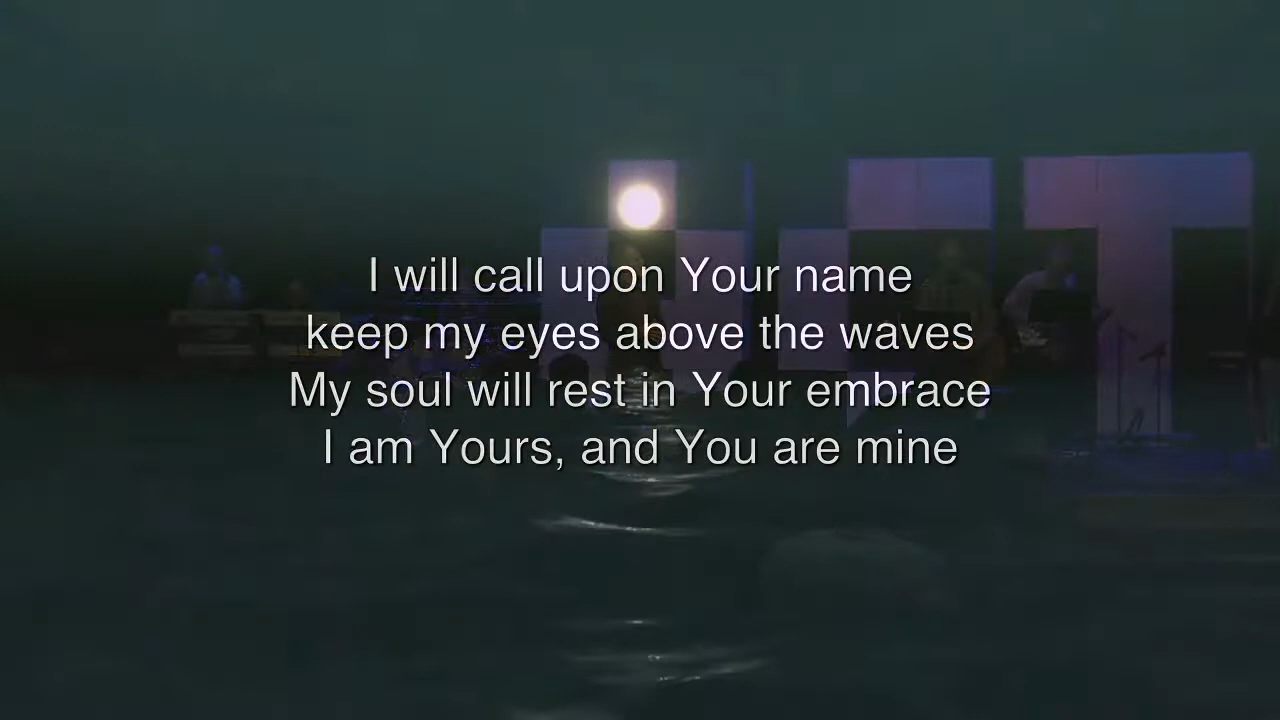 I will call upon Your name
keep my eyes above the waves
My soul will rest in Your embrace
I am Yours, and You are mine